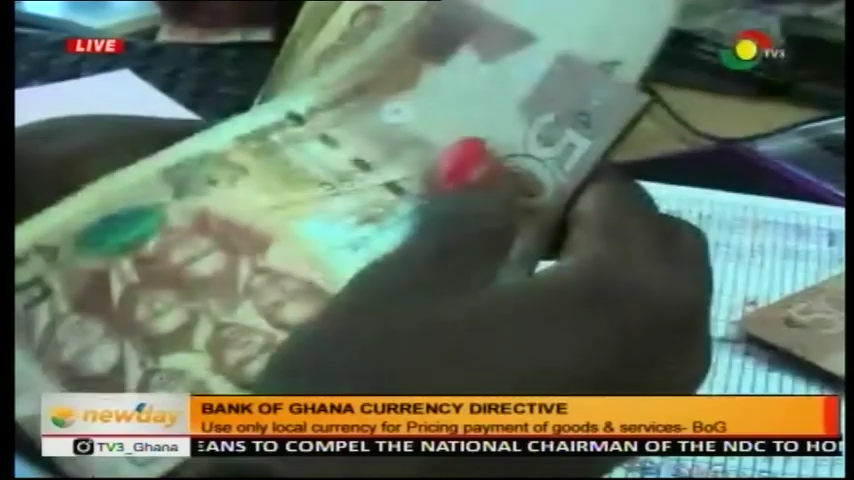 LIVE
TV3
5
newday
BANK OF GHANA CURRENCY DIRECTIVE
Use only local currency for Pricing payment of goods & services- BoG
TV3_Ghana
EANS TO COMPEL THE NATIONAL CHAIRMAN OF THE NDC TO HO